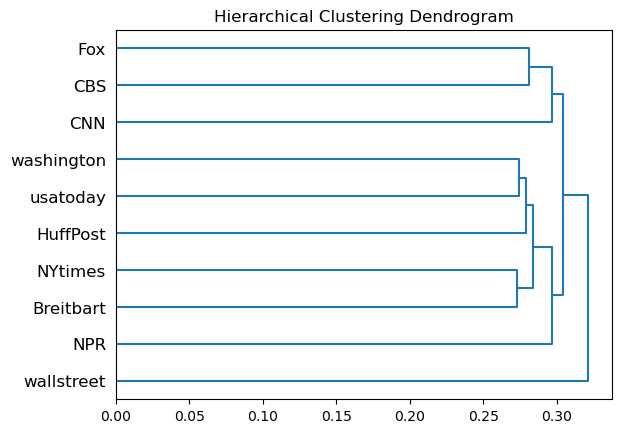 Hierarchical Clustering Dendrogram
Fox
CBS
CNN
washington
usatoday
HuffPost
NYtimes
Breitbart
NPR
wallstreet
0.00 0.05 0.10 0.15 0.20 0.25 0.30